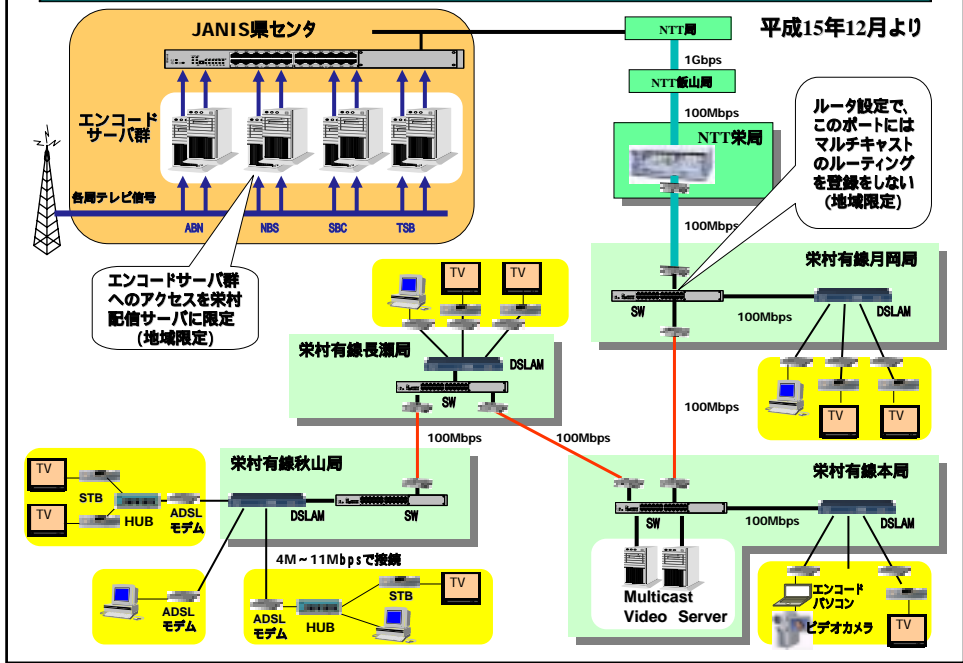 JANIS県センタ
エンコード
サーバ群
各局テレビ信号
ABN
NBS
SBC
TSB
エンコードサーバ群
へのアクセスを栄村
配信サーバに限定
(地域限定)
平成15年12月より
NTT局
1Gbps
NTT飯山局
100Mbps
NTT栄局
100Mbps
ルータ設定で、
このポートには
マルチキャスト
のルーティング
を登録をしない
(地域限定)
栄村有線月岡局
SW
100Mbps
DSLAM
TV
TV
100Mbps
TV
TV
栄村有線長瀬局
DSLAM
SW
100Mbps
100Mbps
栄村有線秋山局
DSLAM
SW
TV
STB
TV
HUB
ADSL
モデム
4M~11Mbpsで接続
ADSL
モデム
ADSL
モデム
HUB
STB
TV
栄村有線本局
SW
100Mbps
DSLAM
Multicast
Video Server
エンコード
パソコン
ビデオカメラ
TV